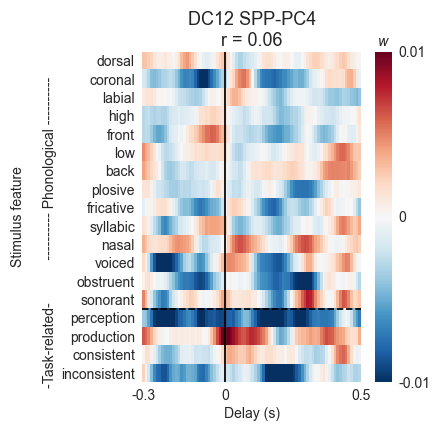 DC12 SPP-PC4
r = 0.06
w
Stimulus feature
---------- Phonological ----------
-Task-related-
dorsal
coronal
labial
high
front
low
back
plosive
fricative
syllabic
nasal
voiced
obstruent
sonorant
perception
production
consistent
inconsistent
-0.3 0 0.5
Delay (s)
0.01
0
-0.01